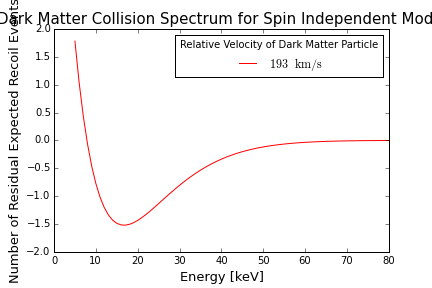 Dark Matter Collision Spectrum for Spin Independent Mod
Number of Residual Expected Recoil Events
Relative Velocity of Dark Matter Particle
193 km/s
2.0
1.5
1.0
0.5
0.0
−0.5
−1.0
−1.5
−2.0
0 10 20 30 40 50 60 70 80
Energy [keV]